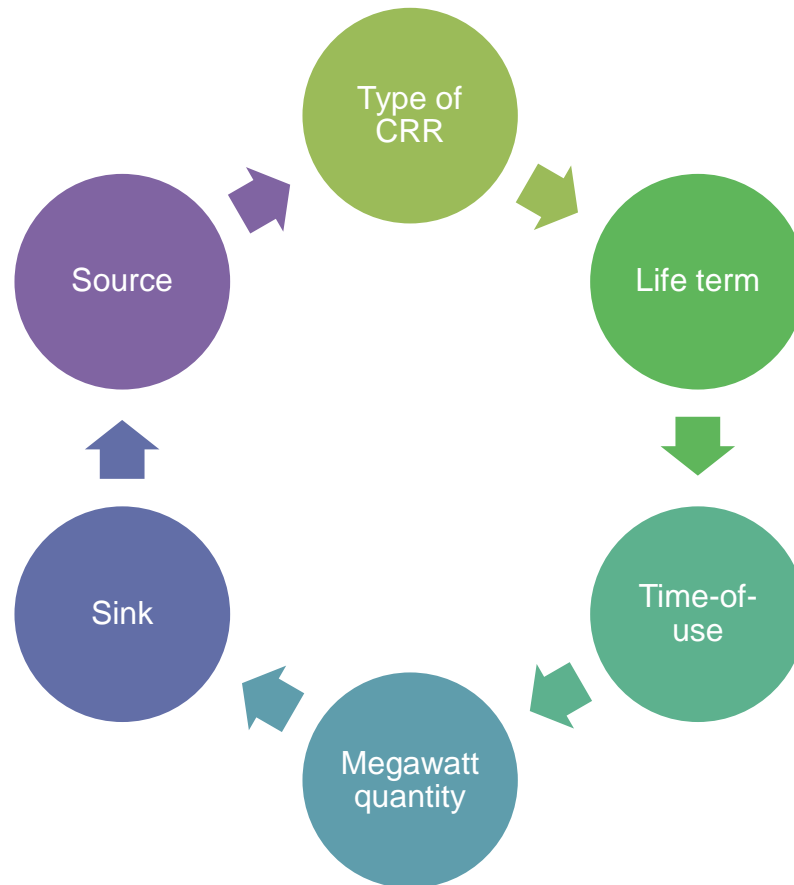 Type of
CRR
Life term
Time-of-
use
Megawatt
quantity
Sink
Source